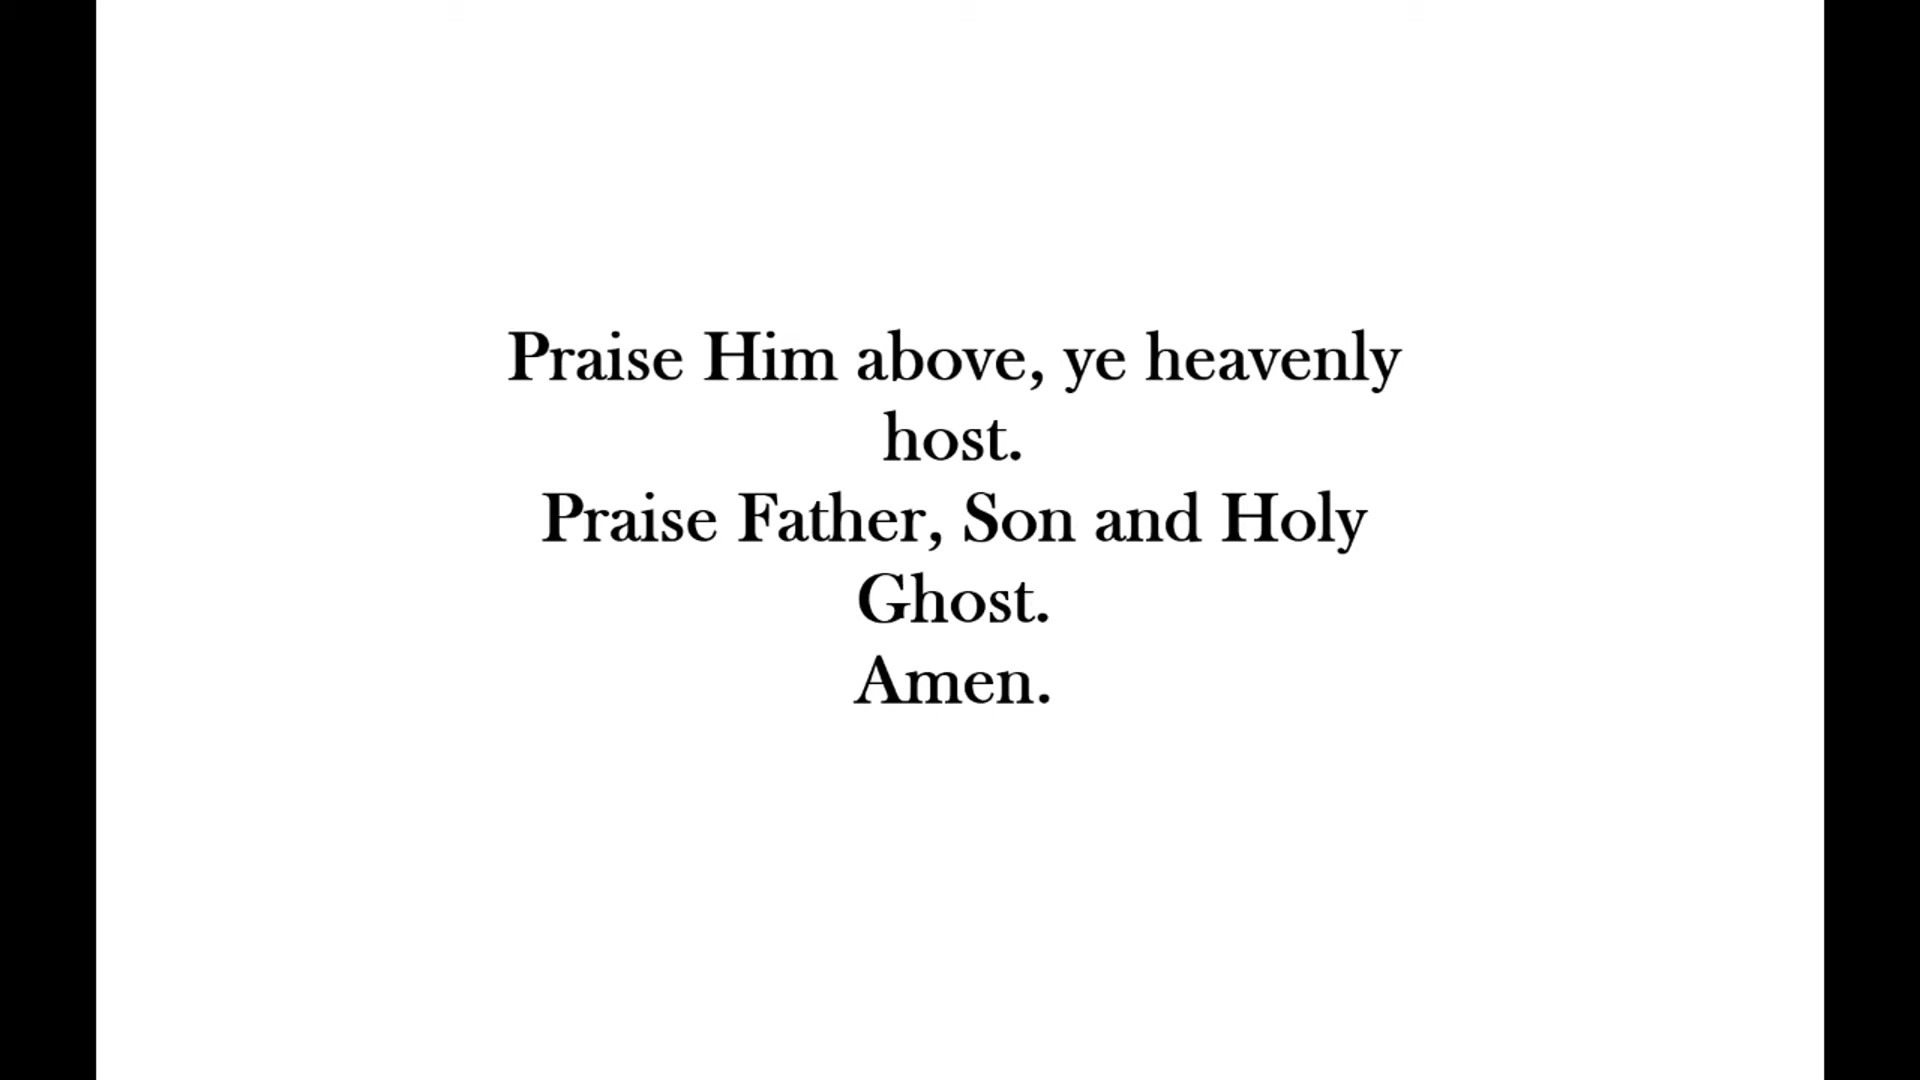 Praise Him above, ye heavenly
host.
Praise Father, Son and Holy
Ghost.
Amen.